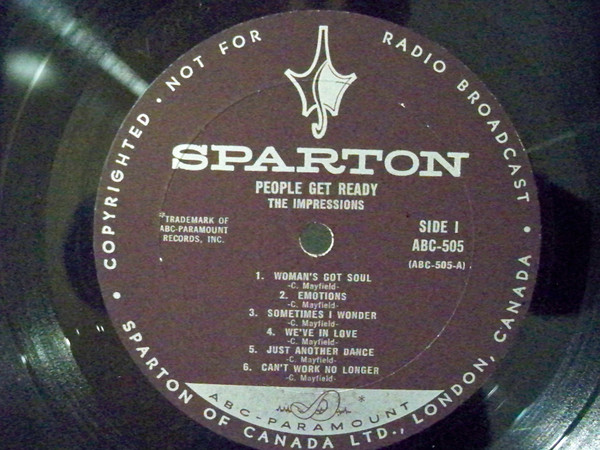 COPYRIGHTED • NOT FOR RADIO BROADCAST •
SPARTON
PEOPLE GET READY
THE IMPRESSIONS
*TRADEMARK OF
ABC-PARAMOUNT
RECORDS, INC.
SIDE I
ABC-505
(ABC-505-A)
1. WOMAN'S GOT SOUL
-C. Mayfield-
2. EMOTIONS
-C. Mayfield-
3. SOMETIMES I WONDER
-C. Mayfield-
4. WE'VE IN LOVE
-C. Mayfield-
5. JUST ANOTHER DANCE
-C. Mayfield-
6. CAN'T WORK NO LONGER
-C. Mayfield-
*
ABC-PARAMOUNT
• SPARTON OF CANADA LTD., LONDON, CANADA.